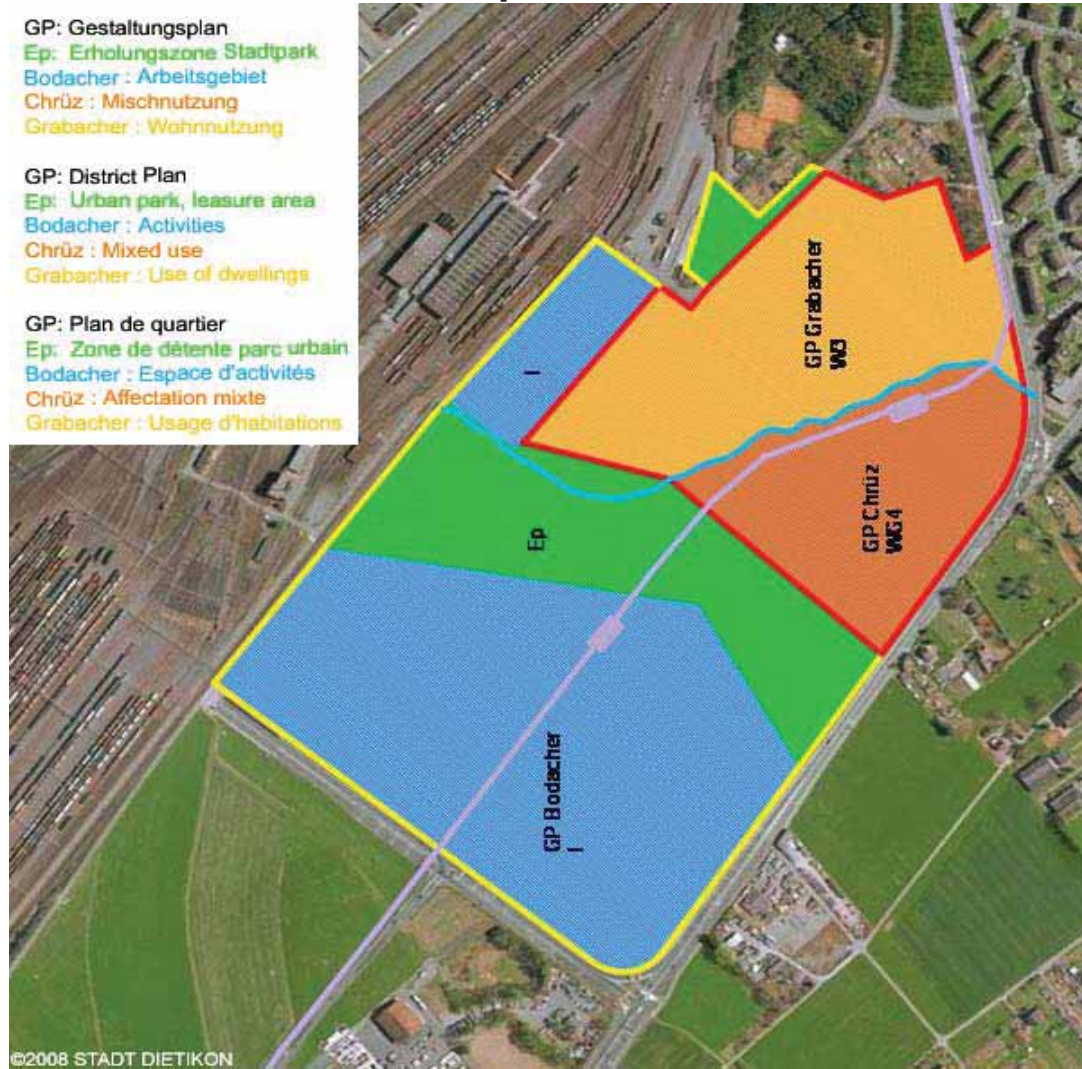 GP: Gestaltungsplan
Ep: Erholungszone Stadtpark
Bodacher : Arbeitsgebiet
Chrüz : Mischnutzung
Grabacher : Wohnnutzung
GP: District Plan
Ep: Urban park, leasure area
Bodacher : Activities
Chrüz : Mixed use
Grabacher : Use of dwellings
GP: Plan de quartier
Ep: Zone de détente parc urbain
Bodacher : Espace d'activités
Chrüz : Affectation mixte
Grabacher : Usage d'habitations
GP Grabacher
W3
I
GP Chrüz
WG4
Ep
GP Bodacher
I
©2008 STADT DIETIKON